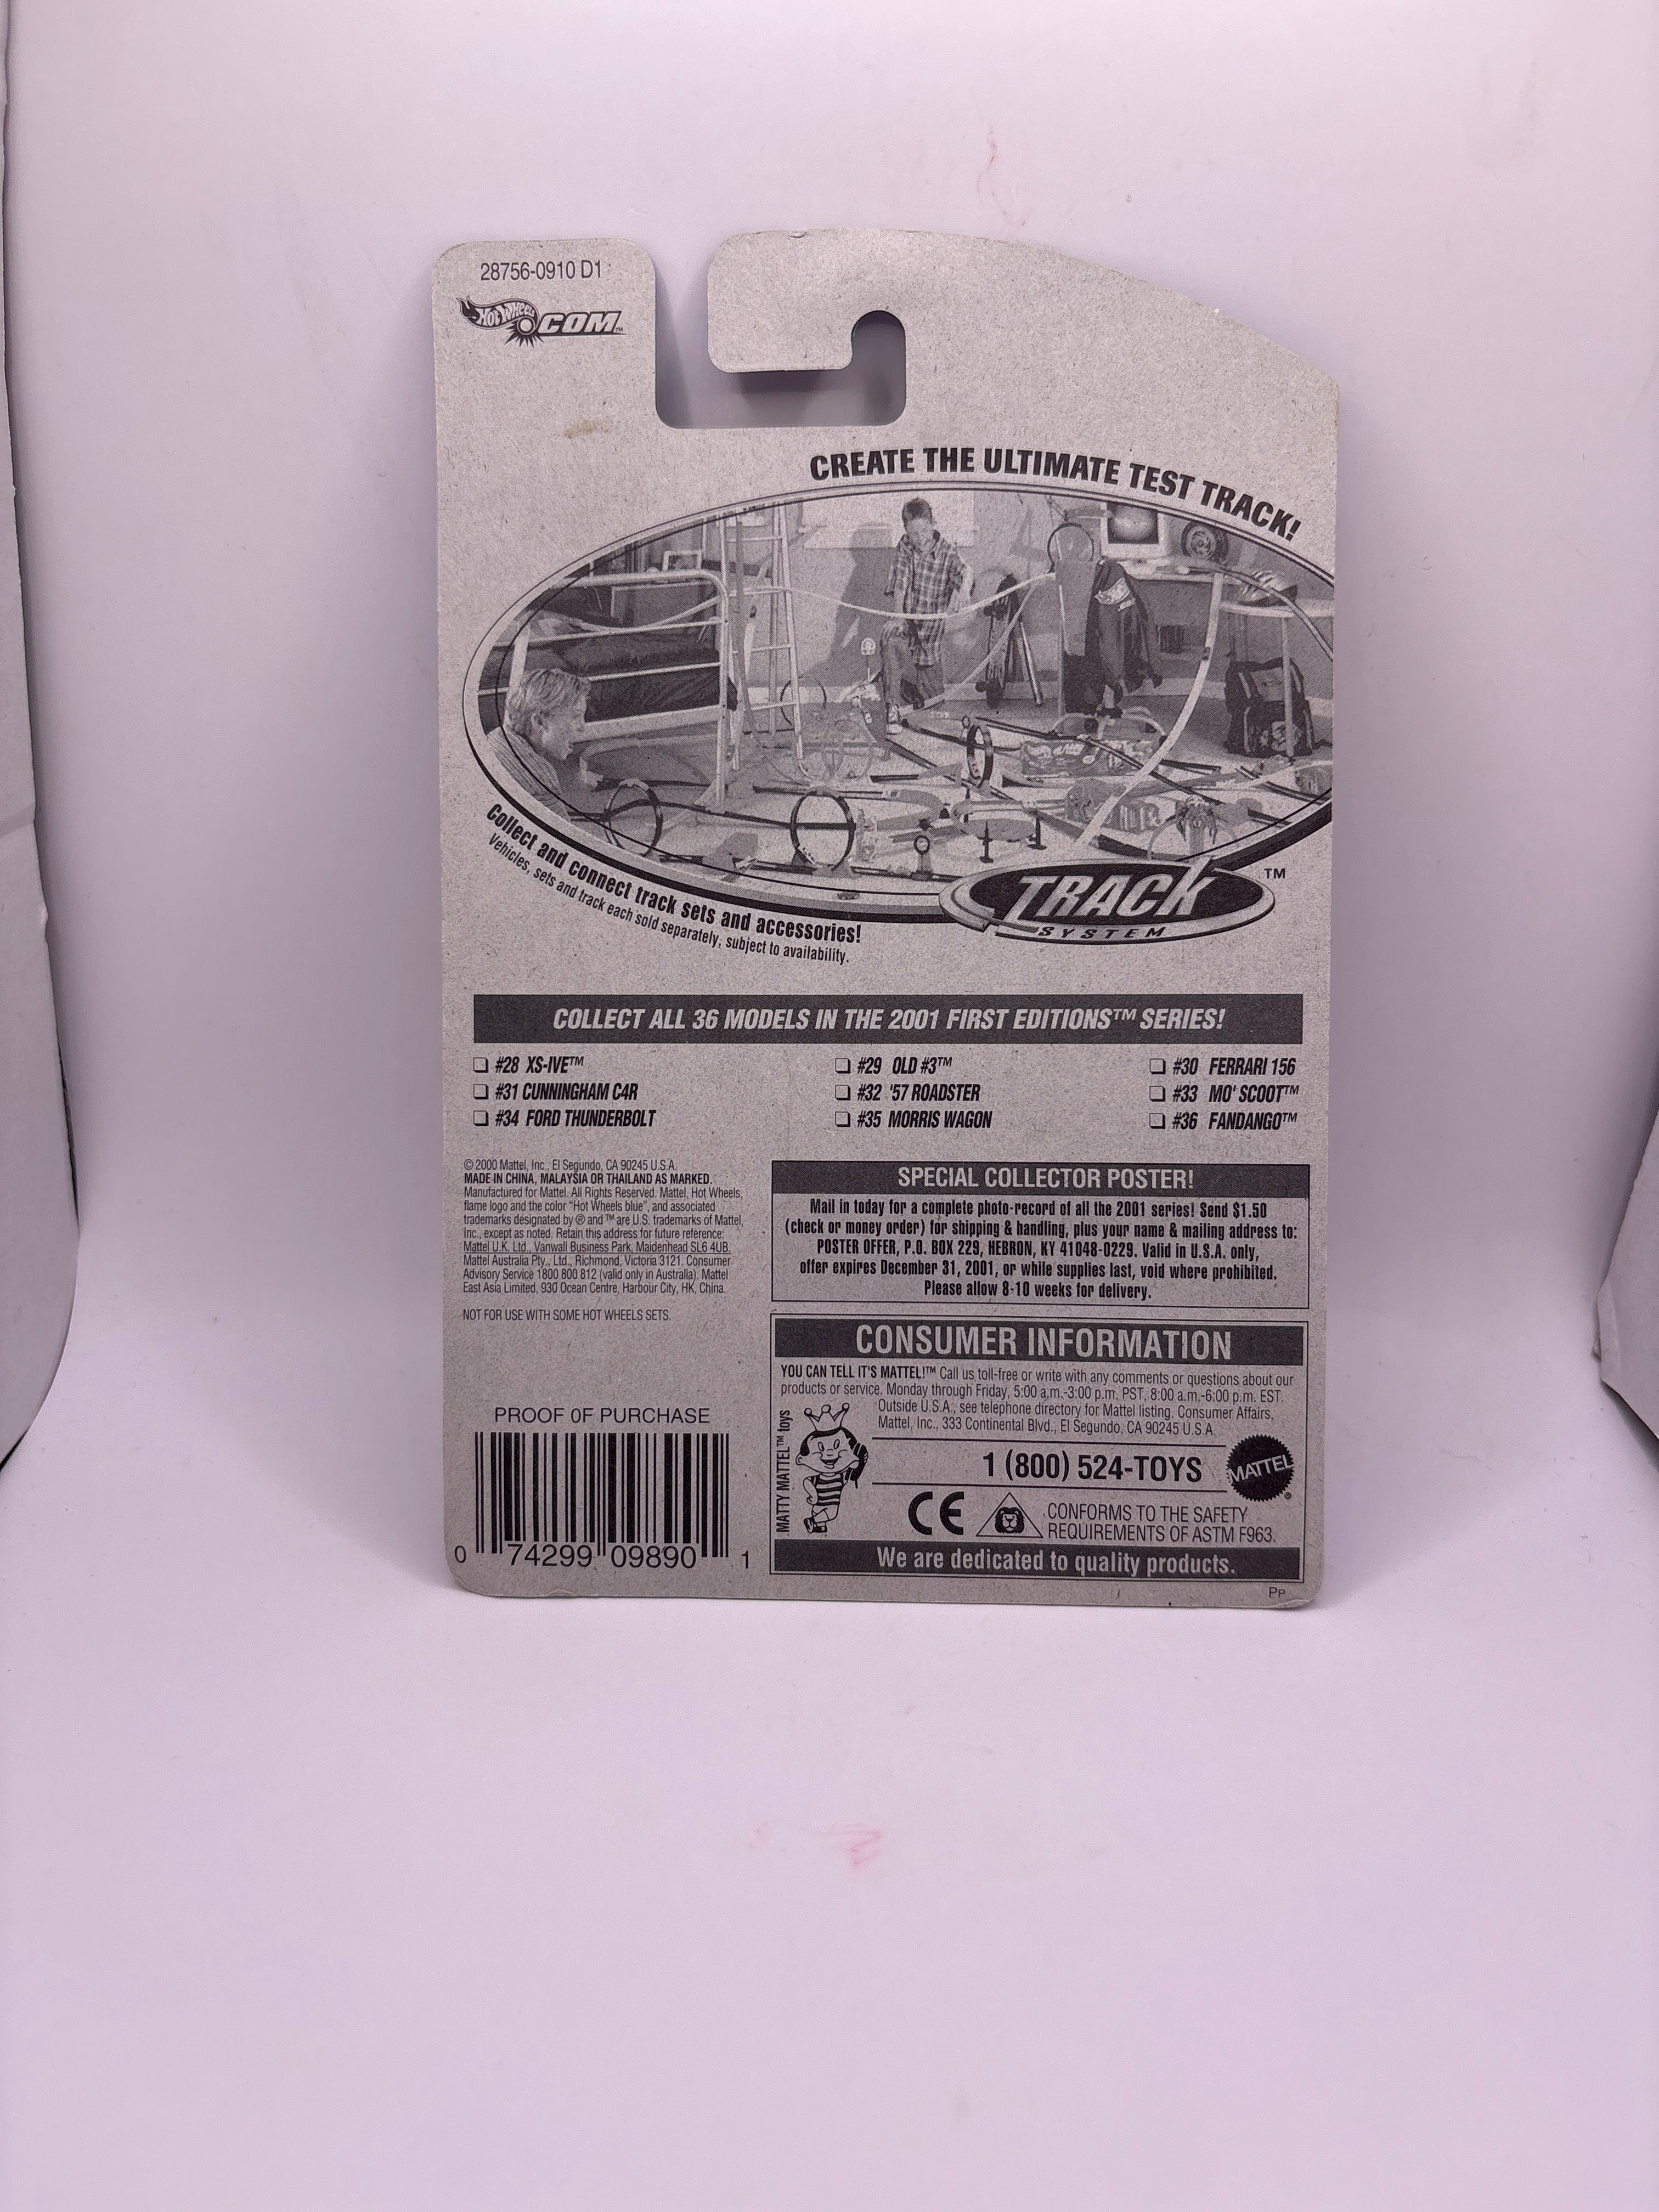 28756-0910 D1
Hot Wheels.COM™
CREATE THE ULTIMATE TEST TRACK!
Collect and connect track sets and accessories!
Vehicles, sets and track each sold separately, subject to availability.
TRACK™
SYSTEM
COLLECT ALL 36 MODELS IN THE 2001 FIRST EDITIONS™ SERIES!
#28 XS-IVE™ #29 OLD #3™ #30 FERRARI 156
#31 CUNNINGHAM C4R #32 '57 ROADSTER #33 MO' SCOOT™
#34 FORD THUNDERBOLT #35 MORRIS WAGON #36 FANDANGO™
© 2000 Mattel, Inc., El Segundo, CA 90245 U.S.A.
MADE IN CHINA, MALAYSIA OR THAILAND AS MARKED.
Manufactured for Mattel. All Rights Reserved. Mattel, Hot Wheels,
flame logo and the color "Hot Wheels blue", and associated
trademarks designated by ® and ™ are U.S. trademarks of Mattel,
Inc., except as noted. Retain this address for future reference:
Mattel U.K. Ltd., Vanwall Business Park, Maidenhead SL6 4UB.
Mattel Australia Pty., Ltd., Richmond, Victoria 3121. Consumer
Advisory Service 1800 800 812 (valid only in Australia). Mattel
East Asia Limited, 930 Ocean Centre, Harbour City, HK, China.
NOT FOR USE WITH SOME HOT WHEELS SETS.
SPECIAL COLLECTOR POSTER!
Mail in today for a complete photo-record of all the 2001 series! Send $1.50
(check or money order) for shipping & handling, plus your name & mailing address to:
POSTER OFFER, P.O. BOX 229, HEBRON, KY 41048-0229. Valid in U.S.A. only,
offer expires December 31, 2001, or while supplies last, void where prohibited.
Please allow 8-10 weeks for delivery.
CONSUMER INFORMATION
YOU CAN TELL IT'S MATTEL!™ Call us toll-free or write with any comments or questions about our
products or service. Monday through Friday, 5:00 a.m.-3:00 p.m. PST, 8:00 a.m.-6:00 p.m. EST.
Outside U.S.A., see telephone directory for Mattel listing. Consumer Affairs,
Mattel, Inc., 333 Continental Blvd., El Segundo, CA 90245 U.S.A.
MATTY MATTEL™ toys
1 (800) 524-TOYS
MATTEL®
CE
CONFORMS TO THE SAFETY
REQUIREMENTS OF ASTM F963.
We are dedicated to quality products.
PROOF OF PURCHASE
0 74299 09890 1
PP